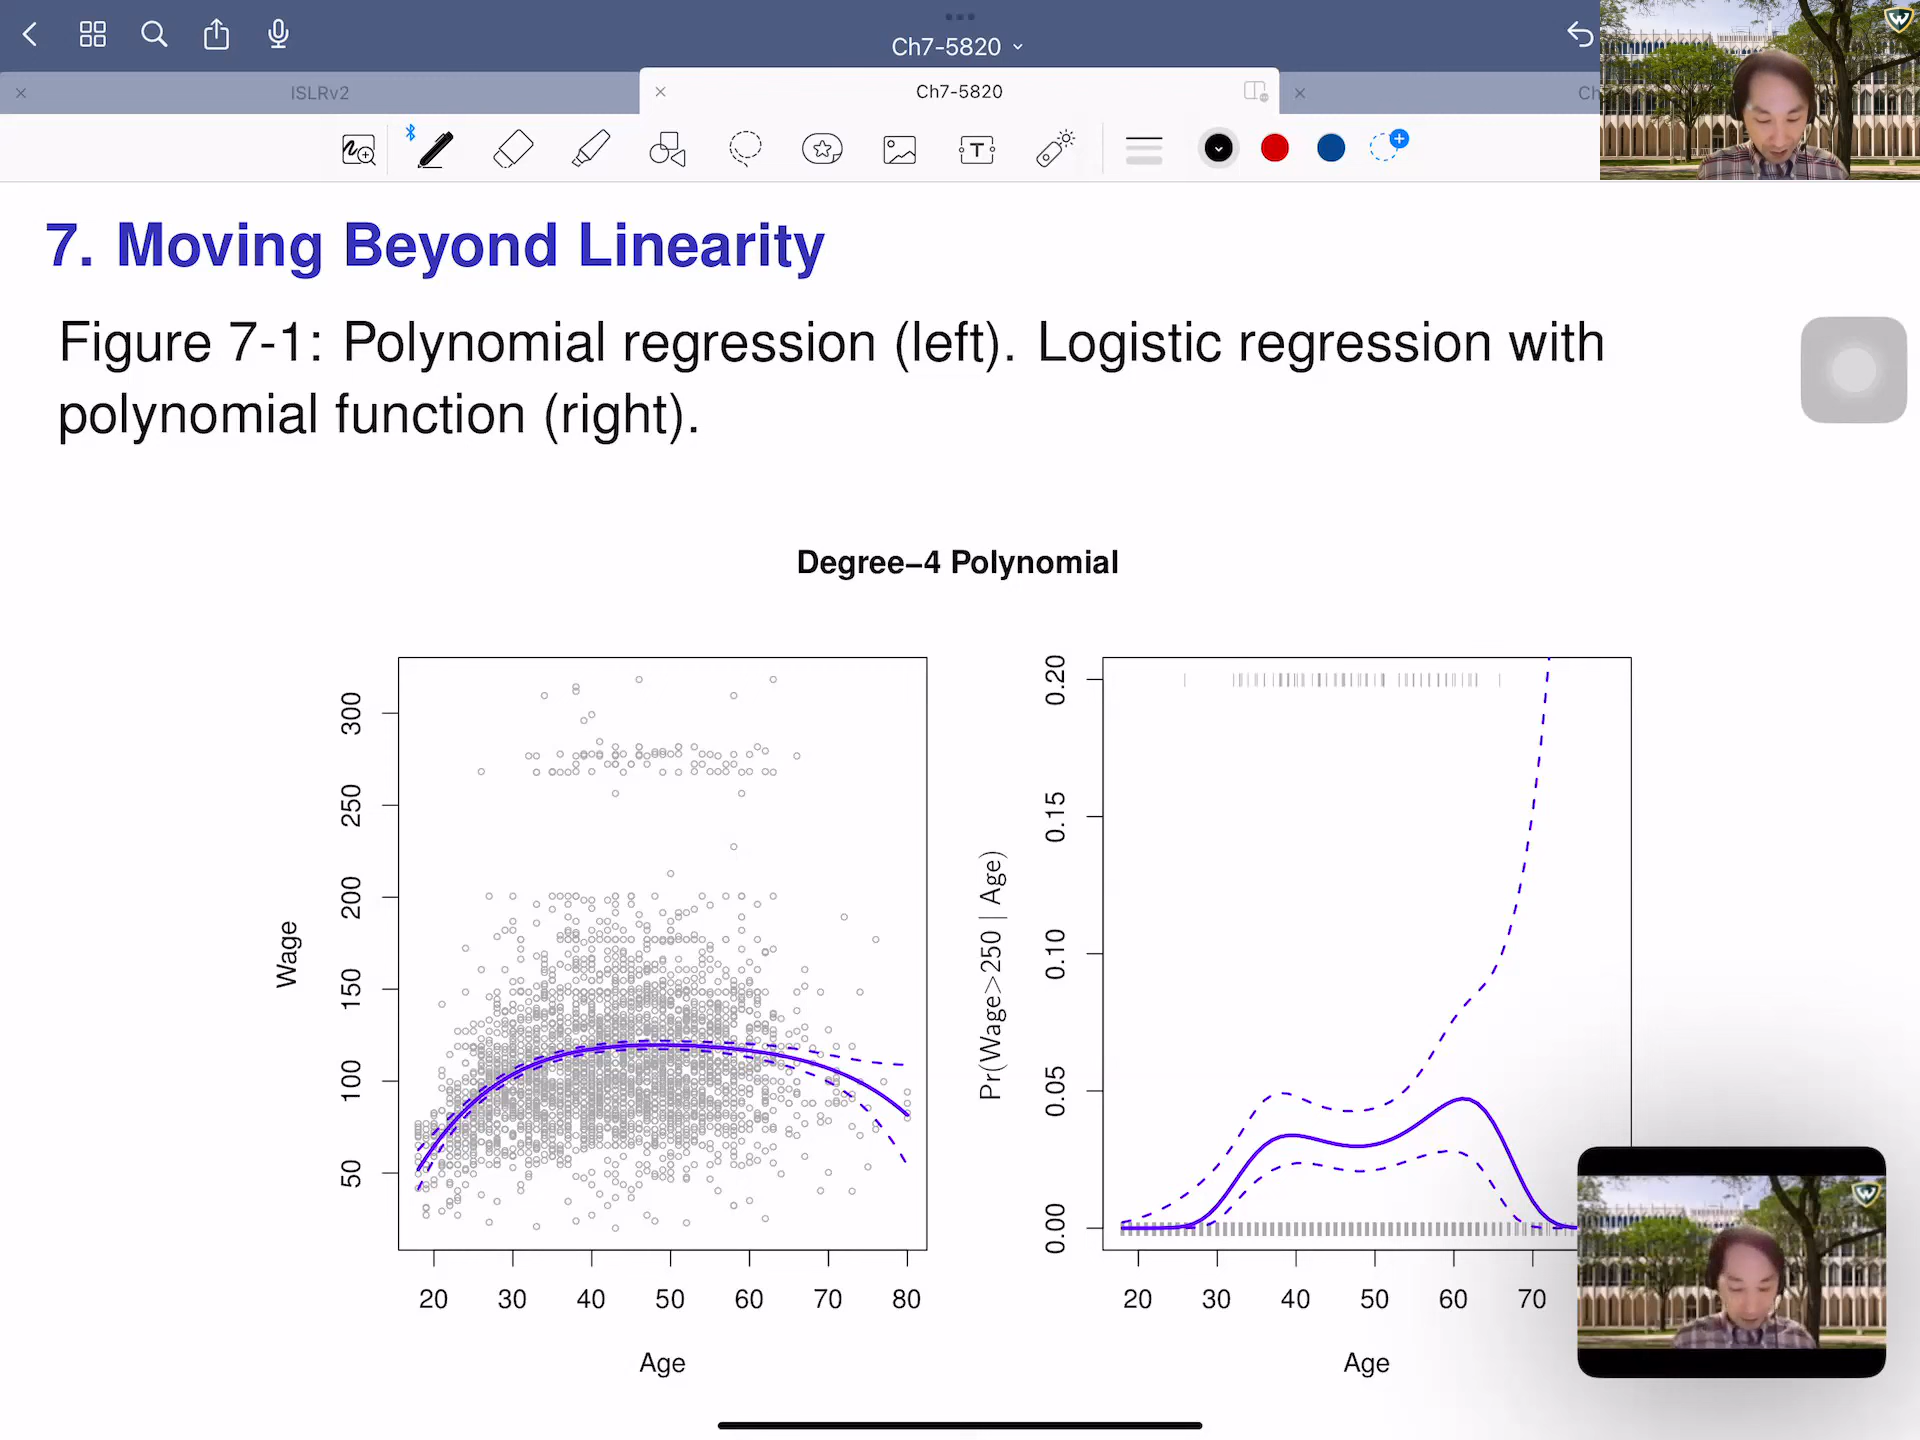 Ch7-5820
ISLRv2
Ch7-5820
Ch
7. Moving Beyond Linearity
Figure 7-1: Polynomial regression (left). Logistic regression with
polynomial function (right).
Degree–4 Polynomial
Wage
300
250
200
150
100
50
20 30 40 50 60 70 80
Age
Pr(Wage>250 | Age)
0.20
0.15
0.10
0.05
0.00
20 30 40 50 60 70
Age